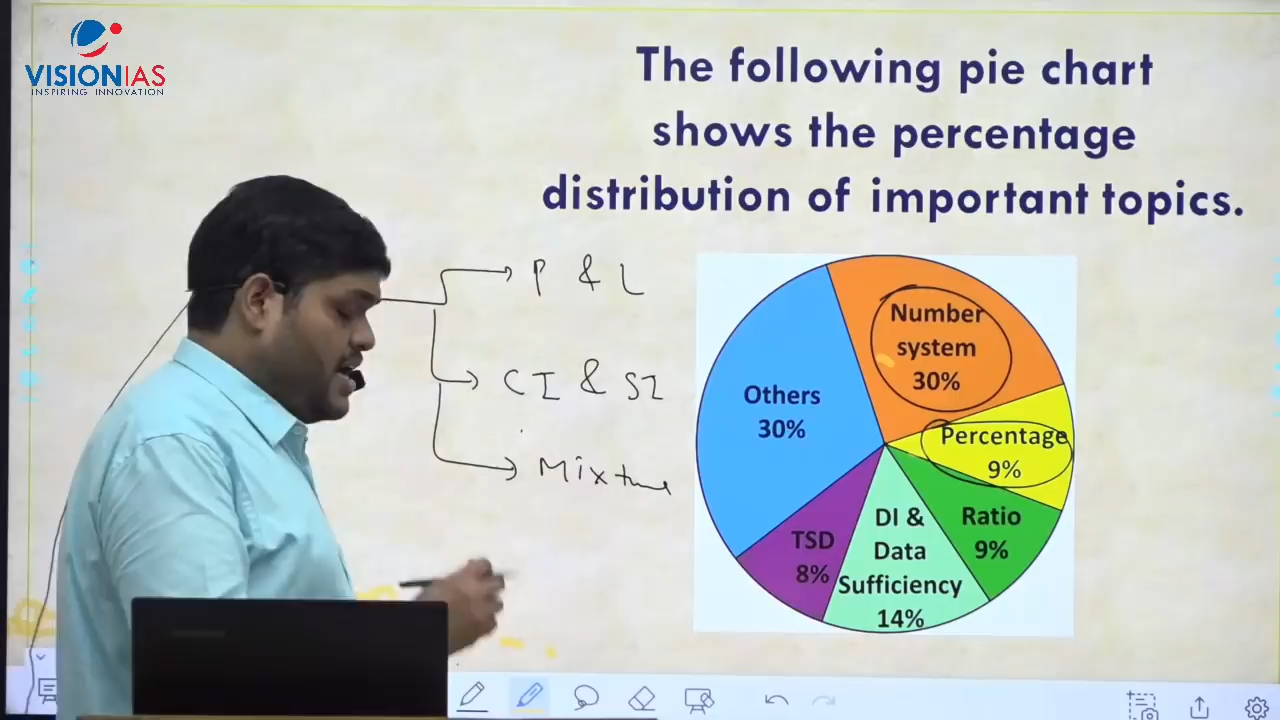 VISIONIAS
INSPIRING INNOVATION
The following pie chart
shows the percentage
distribution of important topics.
P & L
CI & SI
Mixture
Number
system
30%
Percentage
9%
Ratio
9%
DI &
Data
Sufficiency
14%
TSD
8%
Others
30%